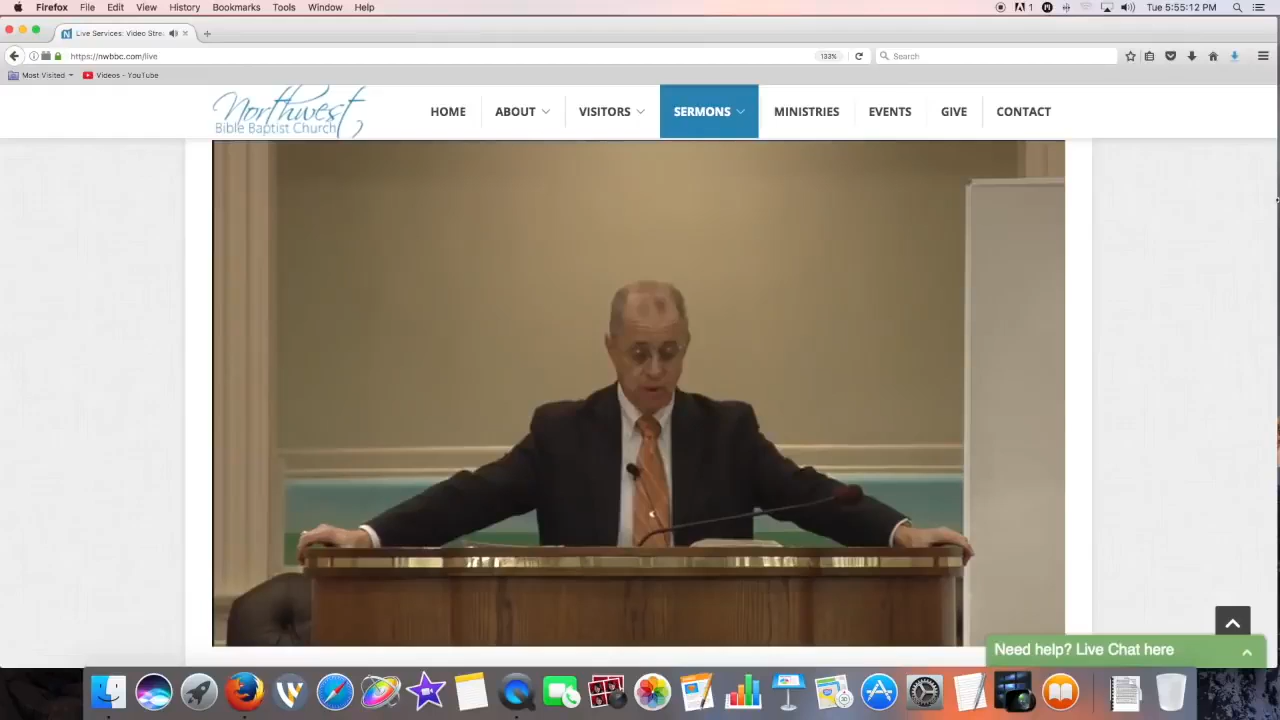 Firefox File Edit View History Bookmarks Tools Window Help 1 Tue 5:55:12 PM
Live Services: Video Strea
https://nwbbc.com/live 133% Search
Most Visited Videos - YouTube
Northwest
Bible Baptist Church
HOME ABOUT VISITORS SERMONS MINISTRIES EVENTS GIVE CONTACT
Need help? Live Chat here